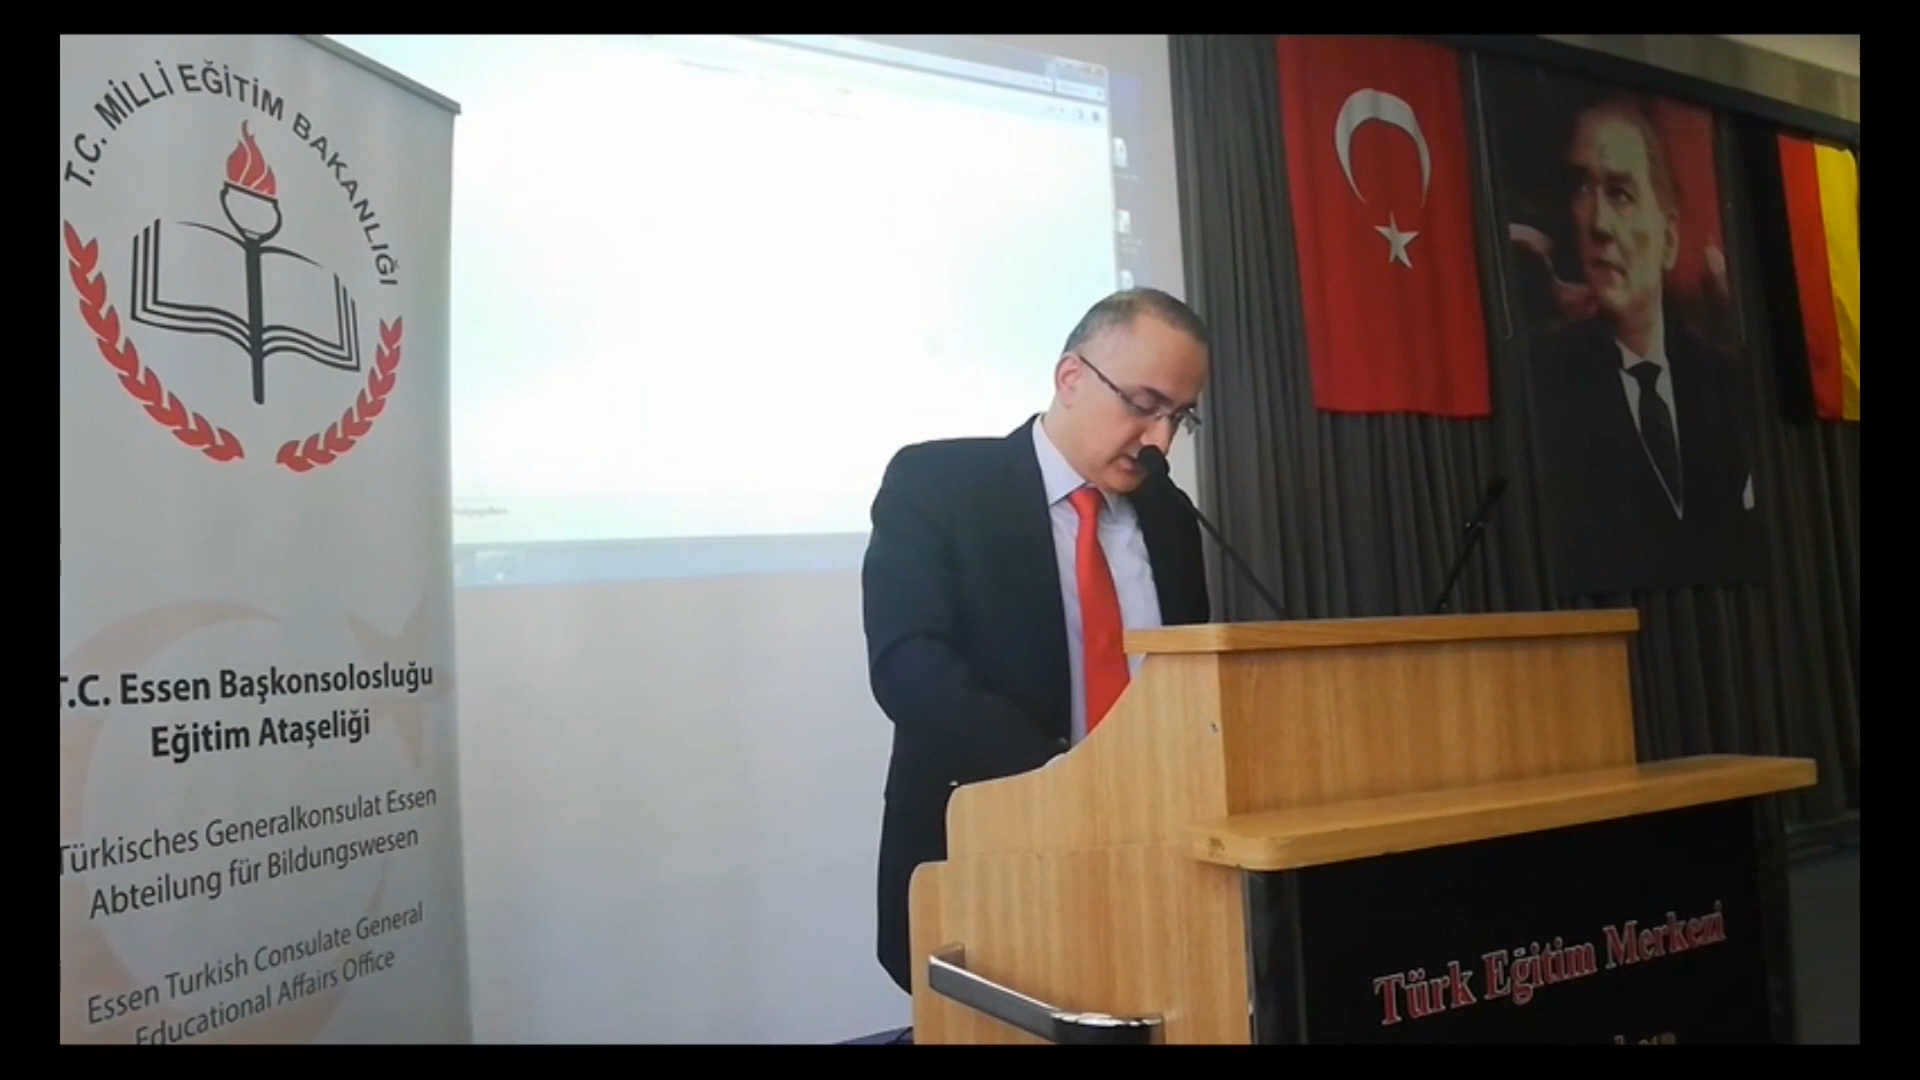 T.C. MİLLİ EĞİTİM BAKANLIĞI
T.C. Essen Başkonsolosluğu
Eğitim Ataşeliği
Türkisches Generalkonsulat Essen
Abteilung für Bildungswesen
Essen Turkish Consulate General
Educational Affairs Office
Türk Eğitim Merkezi